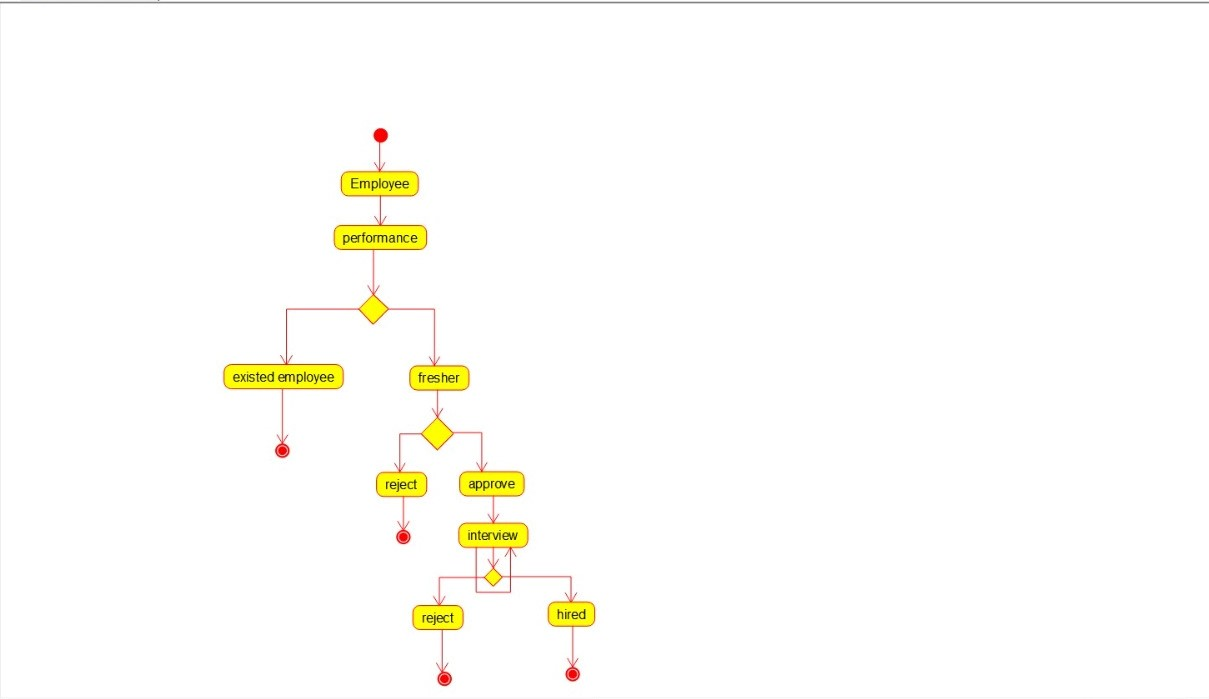 Employee
performance
existed employee
fresher
reject
approve
interview
reject
hired